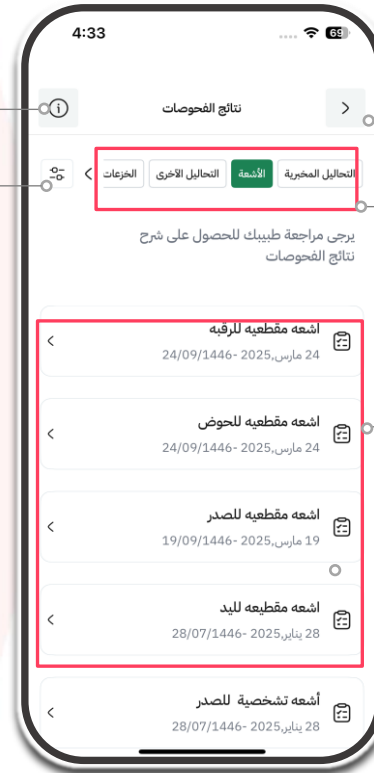 4:33
69
نتائج الفحوصات
التحاليل المخبرية
الأشعة
التحاليل الآخرى
الخزعات
يرجى مراجعة طبيبك للحصول على شرح
نتائج الفحوصات
اشعه مقطعيه للرقبه
24 مارس,2025 -24/09/1446
اشعه مقطعيه للحوض
24 مارس,2025 -24/09/1446
اشعه مقطعيه للصدر
19 مارس,2025 -19/09/1446
اشعه مقطيعه لليد
28 يناير,2025 -28/07/1446
أشعه تشخصية للصدر
28 يناير,2025 -28/07/1446